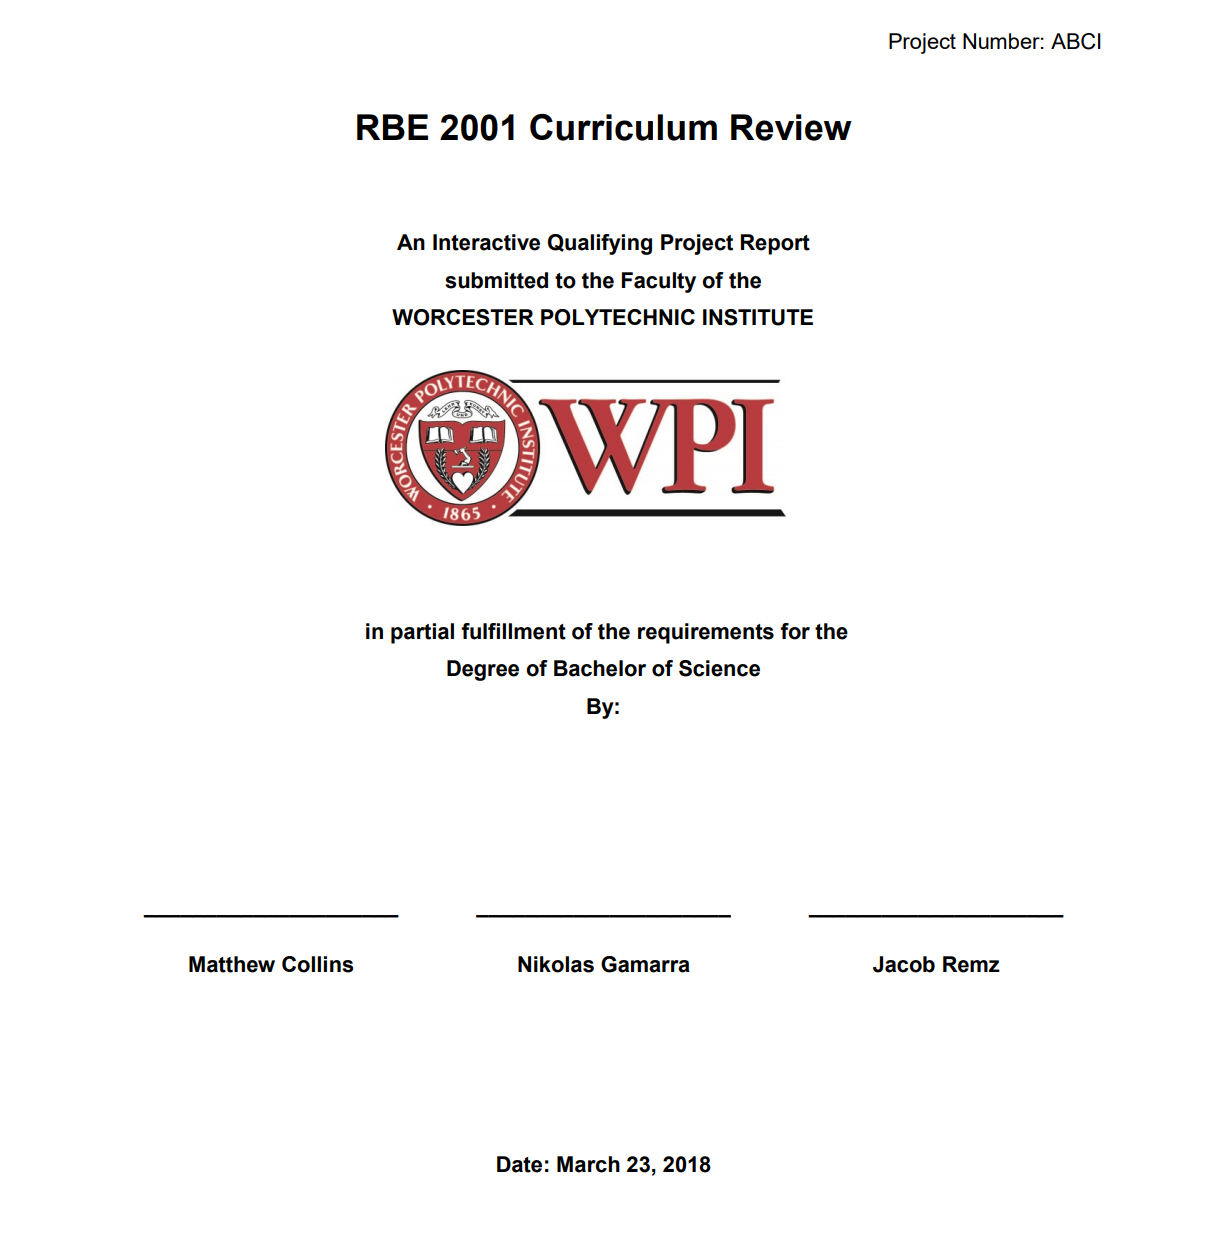 Project Number: ABCI
RBE 2001 Curriculum Review
An Interactive Qualifying Project Report
submitted to the Faculty of the
WORCESTER POLYTECHNIC INSTITUTE
WORCESTER POLYTECHNIC INSTITUTE
1865
WPI
in partial fulfillment of the requirements for the
Degree of Bachelor of Science
By:
Matthew Collins Nikolas Gamarra Jacob Remz
Date: March 23, 2018